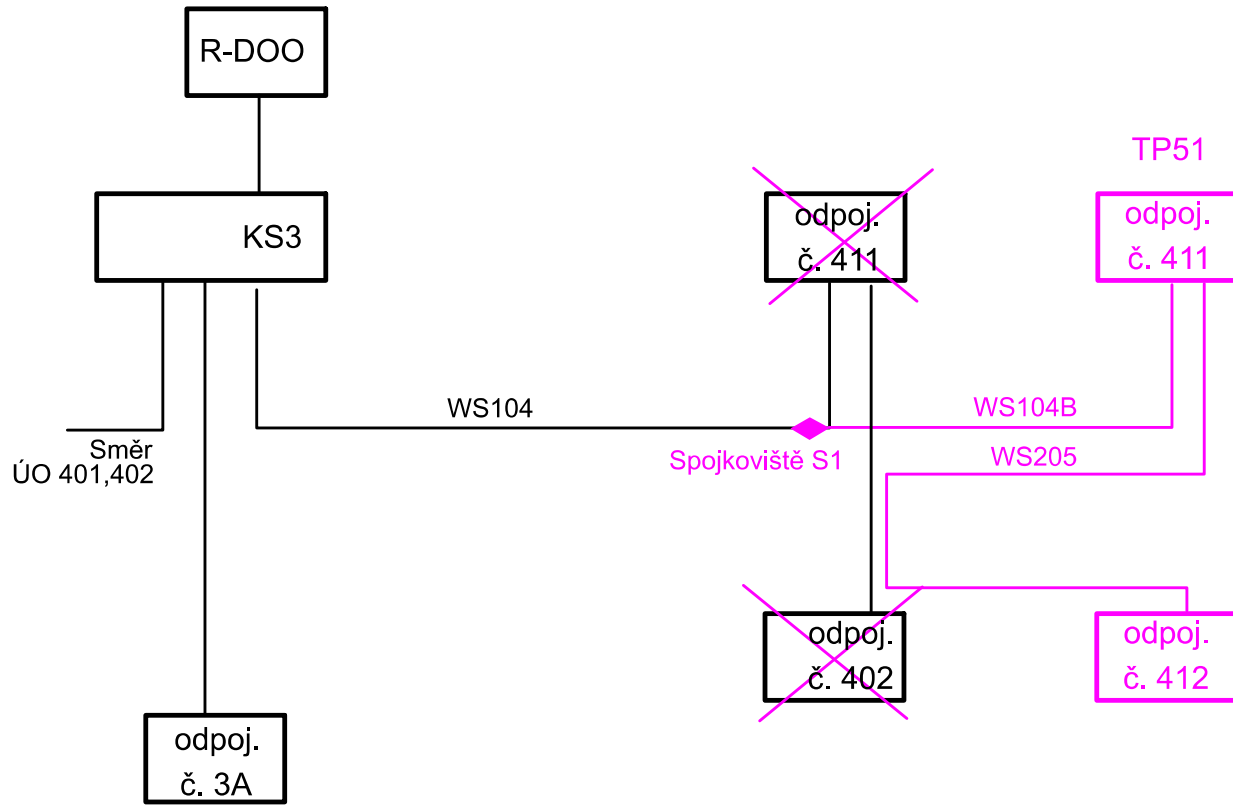 R-DOO
TP51
KS3
odpoj.
č. 411
odpoj.
č. 411
WS104
WS104B
Směr
ÚO 401,402
Spojkoviště S1
WS205
odpoj.
č. 402
odpoj.
č. 412
odpoj.
č. 3A